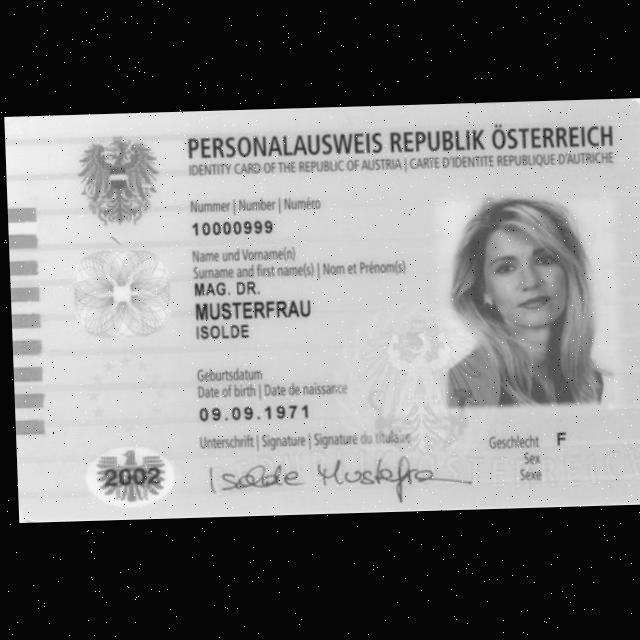 PERSONALAUSWEIS REPUBLIK ÖSTERREICH
IDENTITY CARD OF THE REPUBLIC OF AUSTRIA | CARTE D'IDENTITE REPUBLIQUE D'AUTRICHE
Nummer | Number | Numéro
10000999
Name und Vorname(n)
Surname and first name(s) | Nom et Prénom(s)
MAG. DR.
MUSTERFRAU
ISOLDE
Geburtsdatum
Date of birth | Date de naissance
09.09.1971
Unterschrift | Signature | Signature du titulaire
Geschlecht F
Sex
Sexe
2002
Isolde Musterfrau